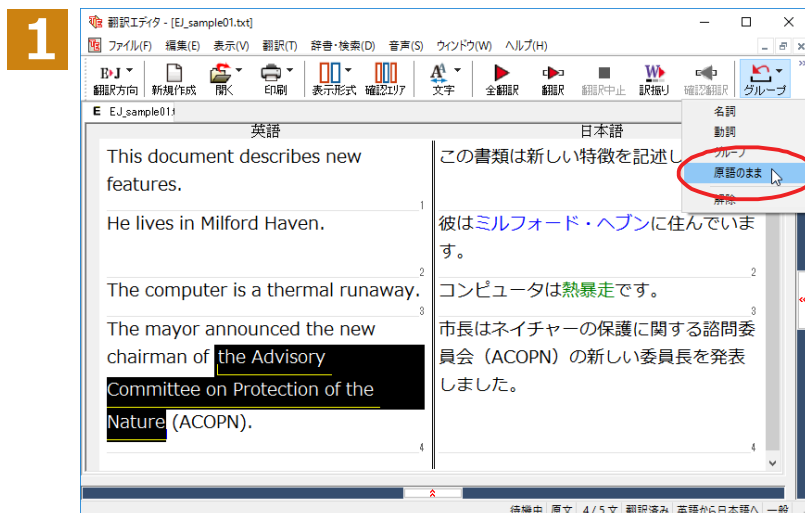 1
翻訳エディタ - [EJ_sample01.txt]
ファイル(F) 編集(E) 表示(V) 翻訳(T) 辞書・検索(D) 音声(S) ウィンドウ(W) ヘルプ(H)
E▸J
翻訳方向 新規作成 開く 印刷 表示形式 確認エリア 文字 全翻訳 翻訳 翻訳中止 訳振り 確認翻訳 グループ
E EJ_sample01.t
名詞
動詞
グループ
原語のまま
解除
英語 日本語
This document describes new
features.
1
この書類は新しい特徴を記述し
He lives in Milford Haven.
2
彼はミルフォード・ヘブンに住んでいま
す。
2
The computer is a thermal runaway.
3
コンピュータは熱暴走です。
3
The mayor announced the new
chairman of the Advisory
Committee on Protection of the
Nature (ACOPN).
4
市長はネイチャーの保護に関する諮問委
員会（ACOPN）の新しい委員長を発表
しました。
4
待機中 原文 4 / 5 文 翻訳済み 英語から日本語へ 一般